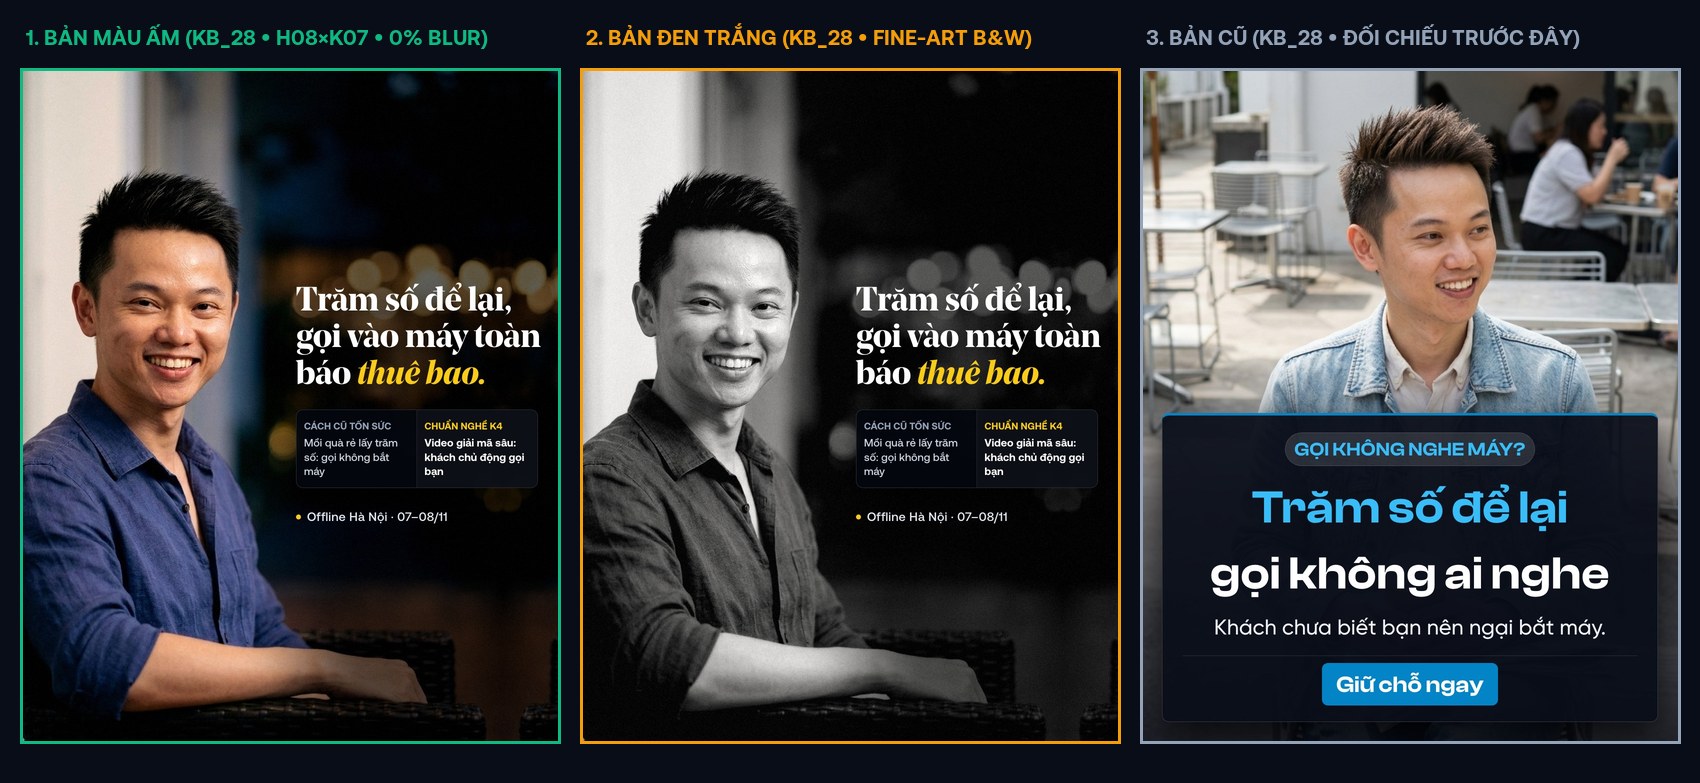 1. BẢN MÀU ẤM (KB_28 • H08×K07 • 0% BLUR)
Trăm số để lại,
gọi vào máy toàn
báo thuê bao.
CÁCH CŨ TỐN SỨC
Mồi quà rẻ lấy trăm
số: gọi không bắt
máy
CHUẨN NGHỀ K4
Video giải mã sâu:
khách chủ động gọi
bạn
• Offline Hà Nội · 07–08/11
2. BẢN ĐEN TRẮNG (KB_28 • FINE-ART B&W)
Trăm số để lại,
gọi vào máy toàn
báo thuê bao.
CÁCH CŨ TỐN SỨC
Mồi quà rẻ lấy trăm
số: gọi không bắt
máy
CHUẨN NGHỀ K4
Video giải mã sâu:
khách chủ động gọi
bạn
• Offline Hà Nội · 07–08/11
3. BẢN CŨ (KB_28 • ĐỐI CHIẾU TRƯỚC ĐÂY)
GỌI KHÔNG NGHE MÁY?
Trăm số để lại
gọi không ai nghe
Khách chưa biết bạn nên ngại bắt máy.
Giữ chỗ ngay